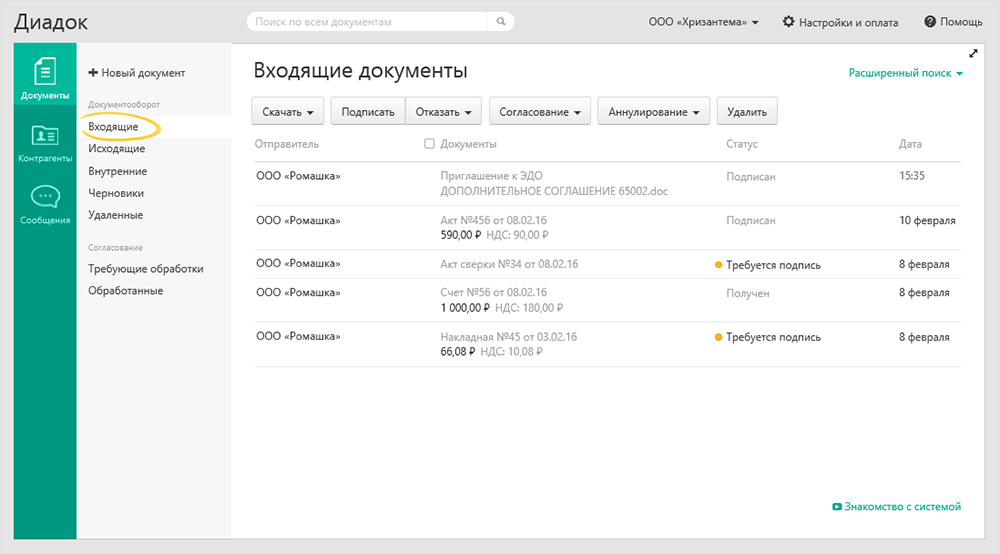 Диадок
Поиск по всем документам
ООО «Хризантема»
Настройки и оплата
Помощь
Документы
Контрагенты
Сообщения
Новый документ
Документооборот
Входящие
Исходящие
Внутренние
Черновики
Удаленные
Согласование
Требующие обработки
Обработанные
Входящие документы
Расширенный поиск
Скачать Подписать Отказать Согласование Аннулирование Удалить
Отправитель Документы Статус Дата
ООО «Ромашка» Приглашение к ЭДО Подписан 15:35
ДОПОЛНИТЕЛЬНОЕ СОГЛАШЕНИЕ 65002.doc
ООО «Ромашка» Акт №456 от 08.02.16 Подписан 10 февраля
590,00 ₽ НДС: 90,00 ₽
ООО «Ромашка» Акт сверки №34 от 08.02.16 Требуется подпись 8 февраля
ООО «Ромашка» Счет №56 от 08.02.16 Получен 8 февраля
1 000,00 ₽ НДС: 180,00 ₽
ООО «Ромашка» Накладная №45 от 03.02.16 Требуется подпись 8 февраля
66,08 ₽ НДС: 10,08 ₽
Знакомство с системой